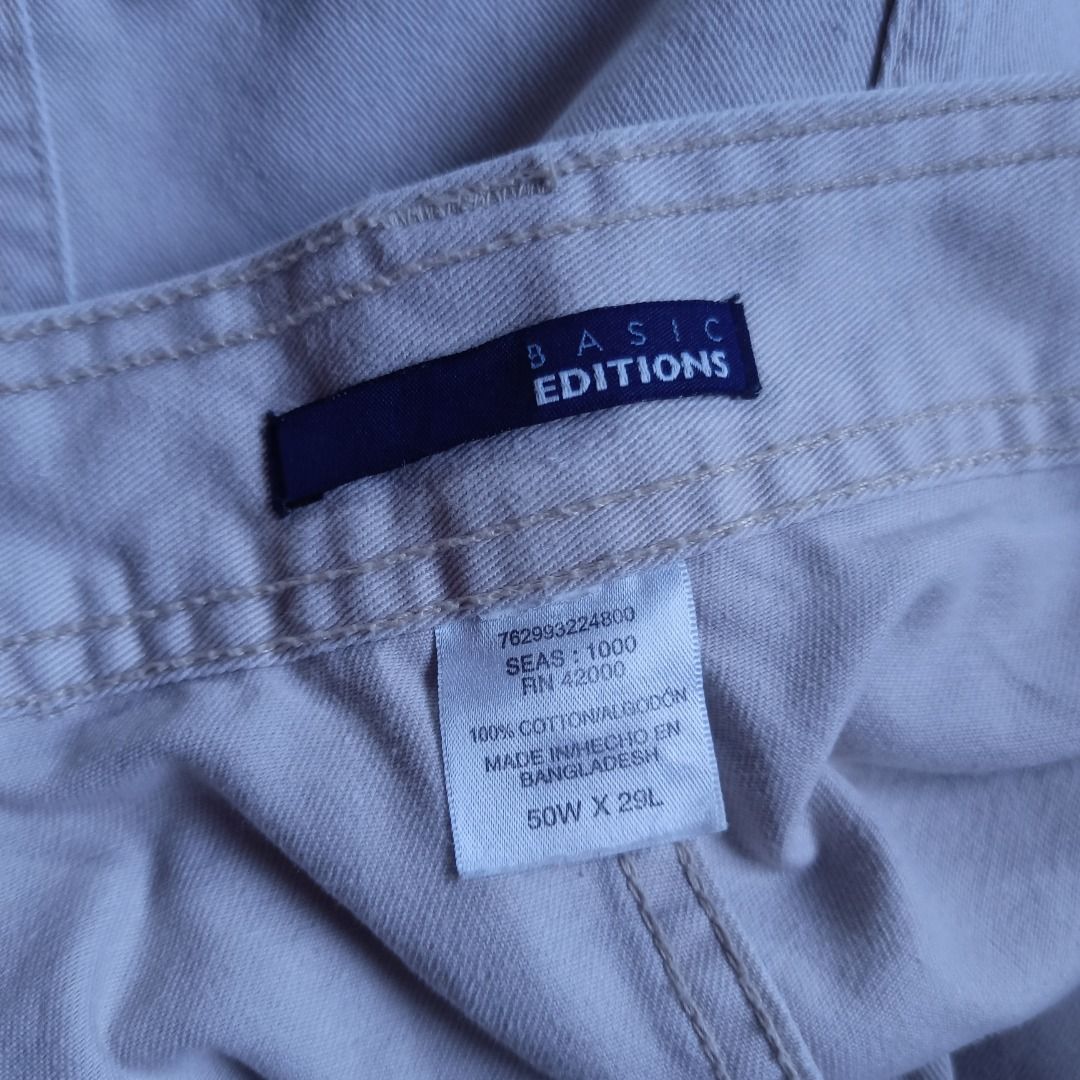 BASIC
EDITIONS
762993224800
SEAS : 1000
RN 42000
100% COTTON/ALGODÓN
MADE IN/HECHO EN
BANGLADESH
50W X 29L